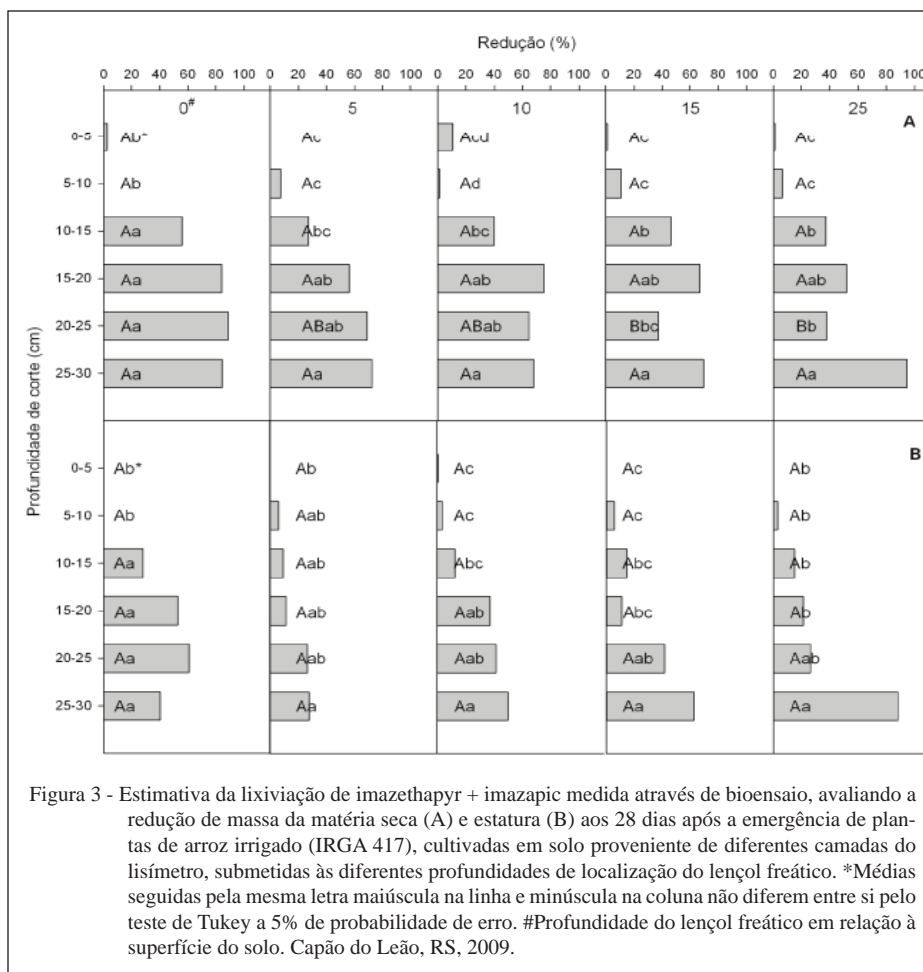 Redução (%)
0 20 40 60 80 100 0 20 40 60 80 100 0 20 40 60 80 100 0 20 40 60 80 100 0 20 40 60 80 100
0# 5 10 15 25
A
0-5 Ab* Ac Acd Ac Ac
5-10 Ab Ac Ad Ac Ac
10-15 Aa Abc Abc Ab Ab
15-20 Aa Aab Aab Aab Aab
20-25 Aa ABab ABab Bbc Bb
25-30 Aa Aa Aa Aa Aa
Profundidade de corte (cm)
B
0-5 Ab* Ab Ac Ac Ab
5-10 Ab Aab Ac Ac Ab
10-15 Aa Aab Abc Abc Ab
15-20 Aa Aab Aab Abc Ab
20-25 Aa Aab Aab Aab Aab
25-30 Aa Aa Aa Aa Aa
Figura 3 - Estimativa da lixiviação de imazethapyr + imazapic medida através de bioensaio, avaliando a
redução de massa da matéria seca (A) e estatura (B) aos 28 dias após a emergência de plan-
tas de arroz irrigado (IRGA 417), cultivadas em solo proveniente de diferentes camadas do
lisímetro, submetidas às diferentes profundidades de localização do lençol freático. *Médias
seguidas pela mesma letra maiúscula na linha e minúscula na coluna não diferem entre si pelo
teste de Tukey a 5% de probabilidade de erro. #Profundidade do lençol freático em relação à
superfície do solo. Capão do Leão, RS, 2009.